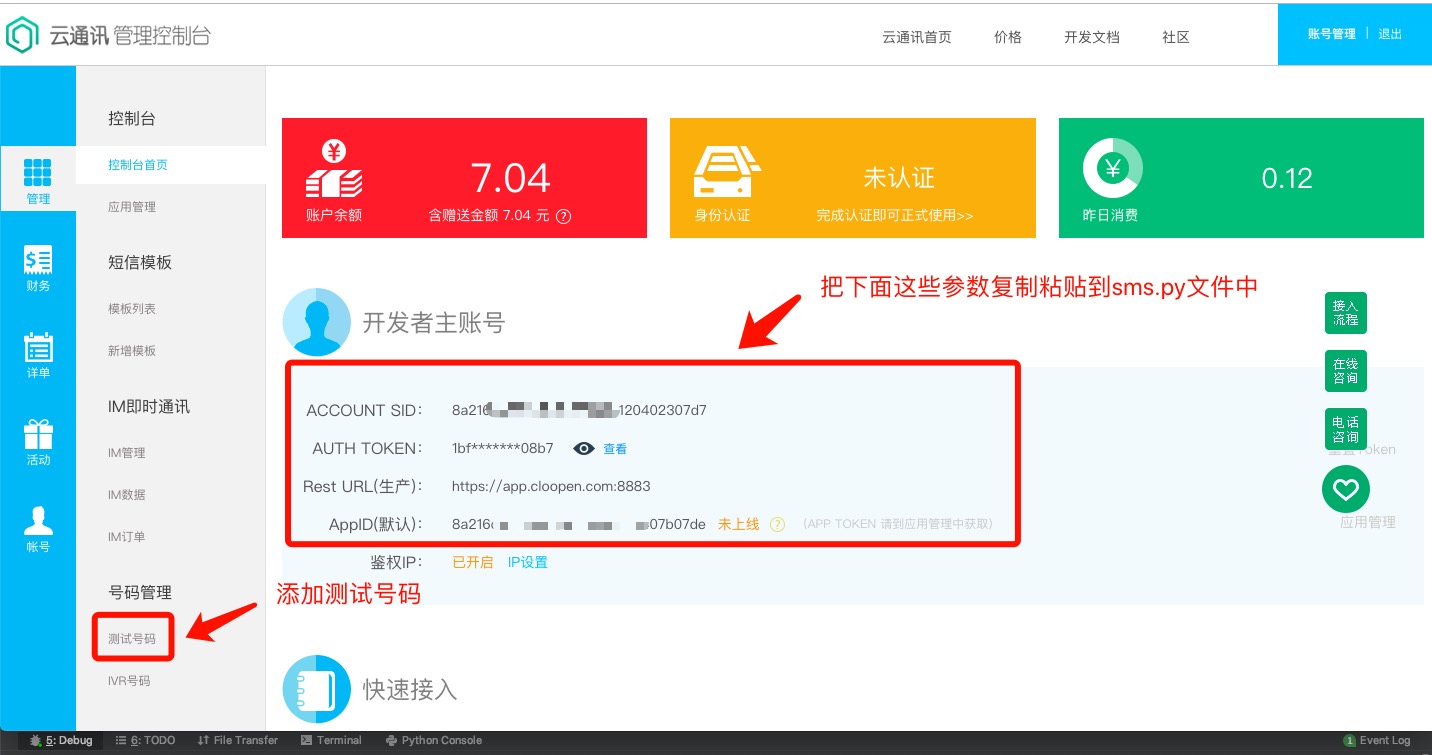 云通讯 管理控制台
云通讯首页 价格 开发文档 社区
账号管理 | 退出
管理
财务
详单
活动
帐号
控制台
控制台首页
应用管理
短信模板
模板列表
新增模板
IM即时通讯
IM管理
IM数据
IM订单
号码管理
测试号码
IVR号码
7.04
账户余额 含赠送金额 7.04 元 ?
未认证
身份认证 完成认证即可正式使用>>
0.12
昨日消费
把下面这些参数复制粘贴到sms.py文件中
开发者主账号
ACCOUNT SID： 8a216 120402307d7
AUTH TOKEN： 1bf*******08b7 查看
Rest URL(生产)： https://app.cloopen.com:8883
AppID(默认)： 8a216 07b07de 未上线 ? (APP TOKEN 请到应用管理中获取)
鉴权IP： 已开启 IP设置
添加测试号码
接入
流程
在线
咨询
电话
咨询
Token
应用管理
快速接入
5: Debug 6: TODO File Transfer Terminal Python Console 1 Event Log